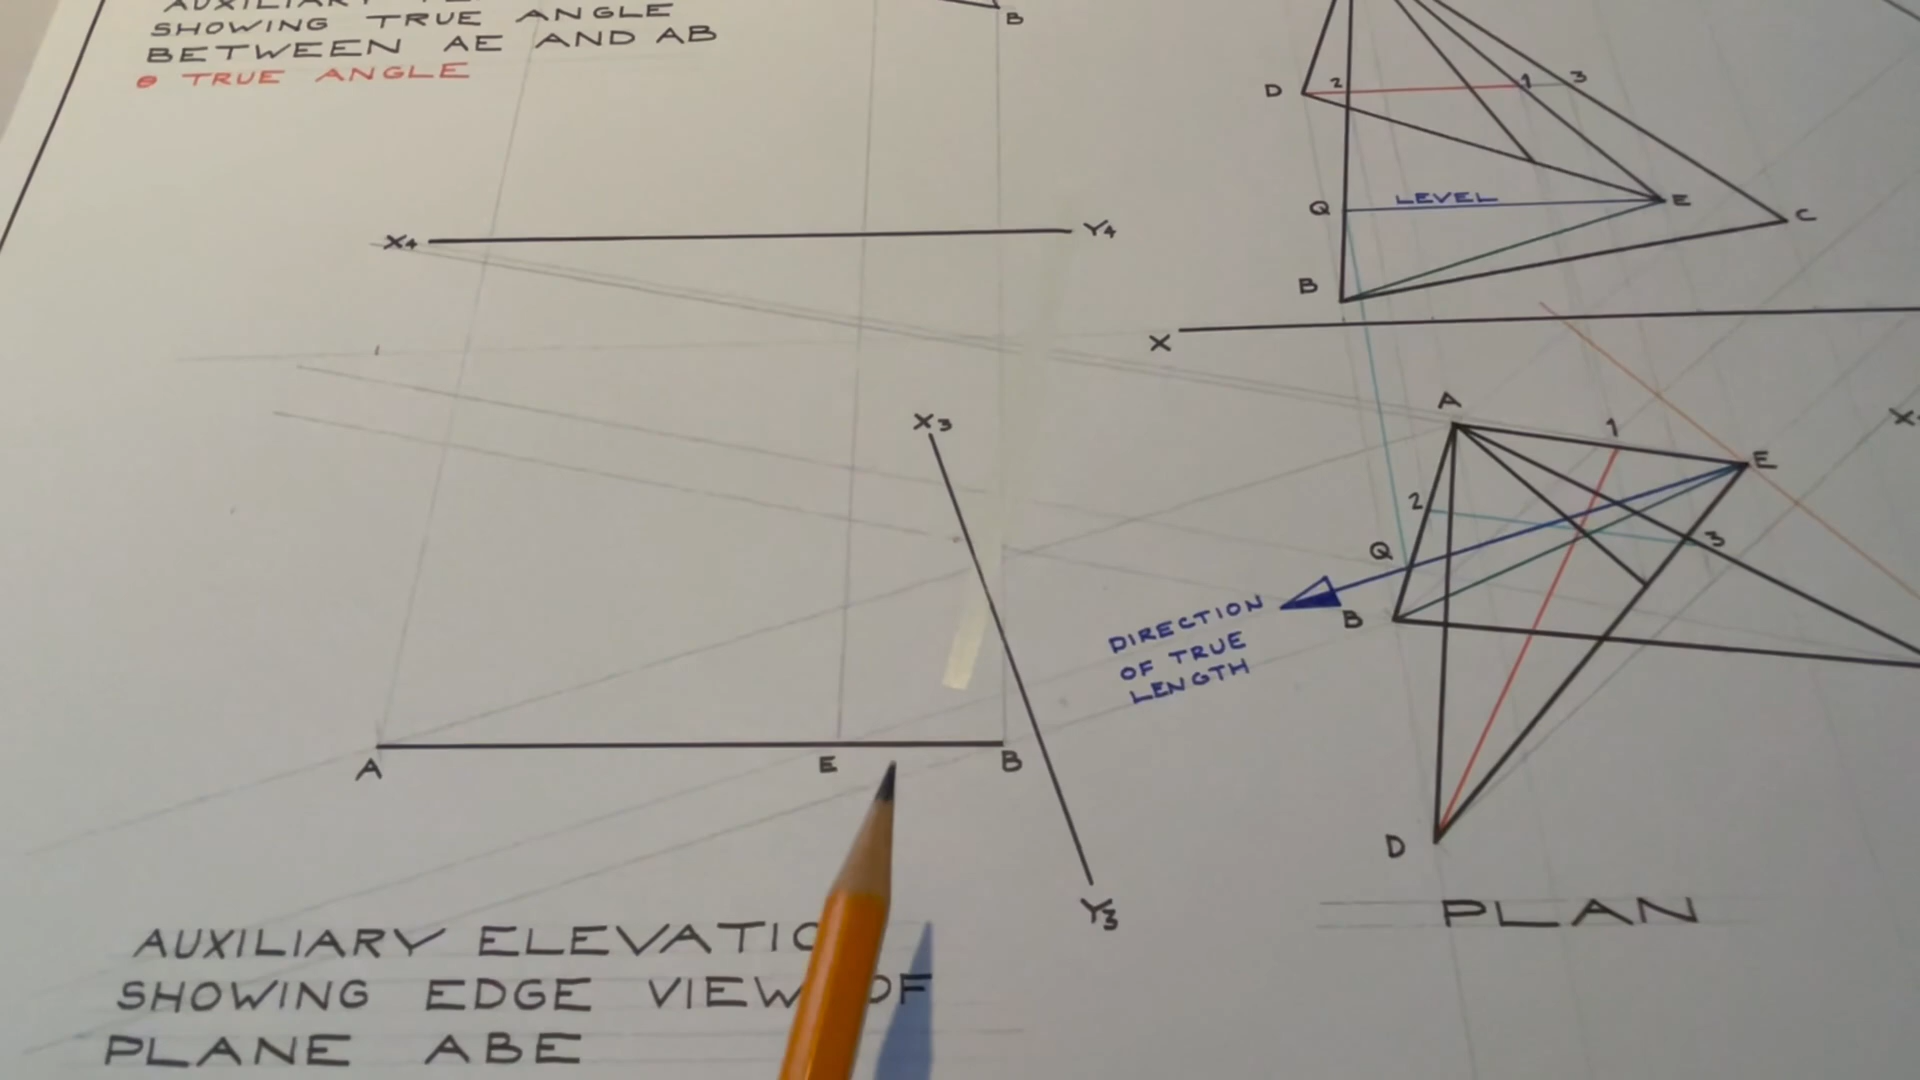 SHOWING TRUE ANGLE
BETWEEN AE AND AB
θ TRUE ANGLE
B
D 2 1 3
Q LEVEL E
C
B
X4 Y4
X
A
1
E
X3
2
Q
3
B
DIRECTION
OF TRUE
LENGTH
A E B
D
Y3
PLAN
AUXILIARY
SHOWING EDGE VIEW OF
PLANE ABE